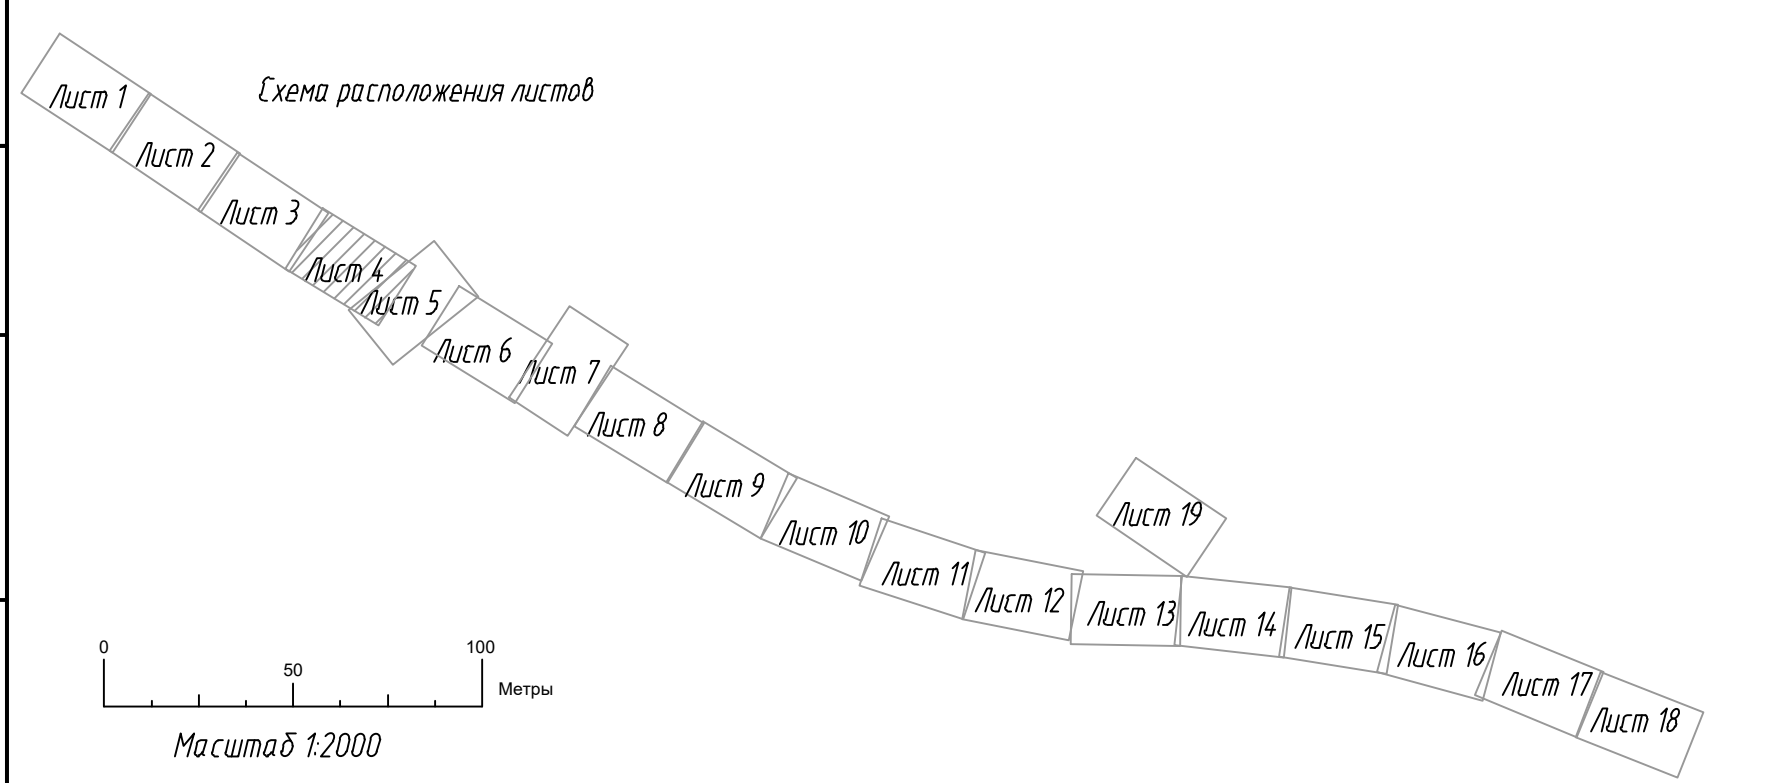 Схема расположения листов
Лист 1
Лист 2
Лист 3
Лист 4
Лист 5
Лист 6
Лист 7
Лист 8
Лист 9
Лист 10
Лист 11
Лист 12
Лист 19
Лист 13
Лист 14
Лист 15
Лист 16
Лист 17
Лист 18
0 50 100
Метры
Масштаб 1:2000